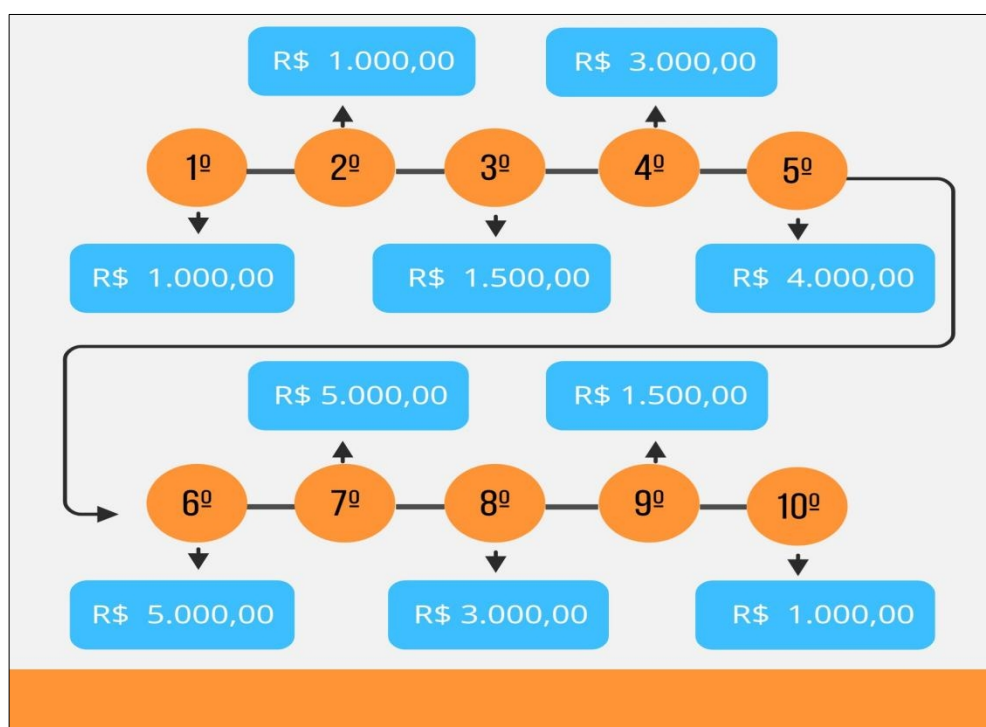 R$ 1.000,00
R$ 3.000,00
1º
2º
3º
4º
5º
R$ 1.000,00
R$ 1.500,00
R$ 4.000,00
R$ 5.000,00
R$ 1.500,00
6º
7º
8º
9º
10º
R$ 5.000,00
R$ 3.000,00
R$ 1.000,00